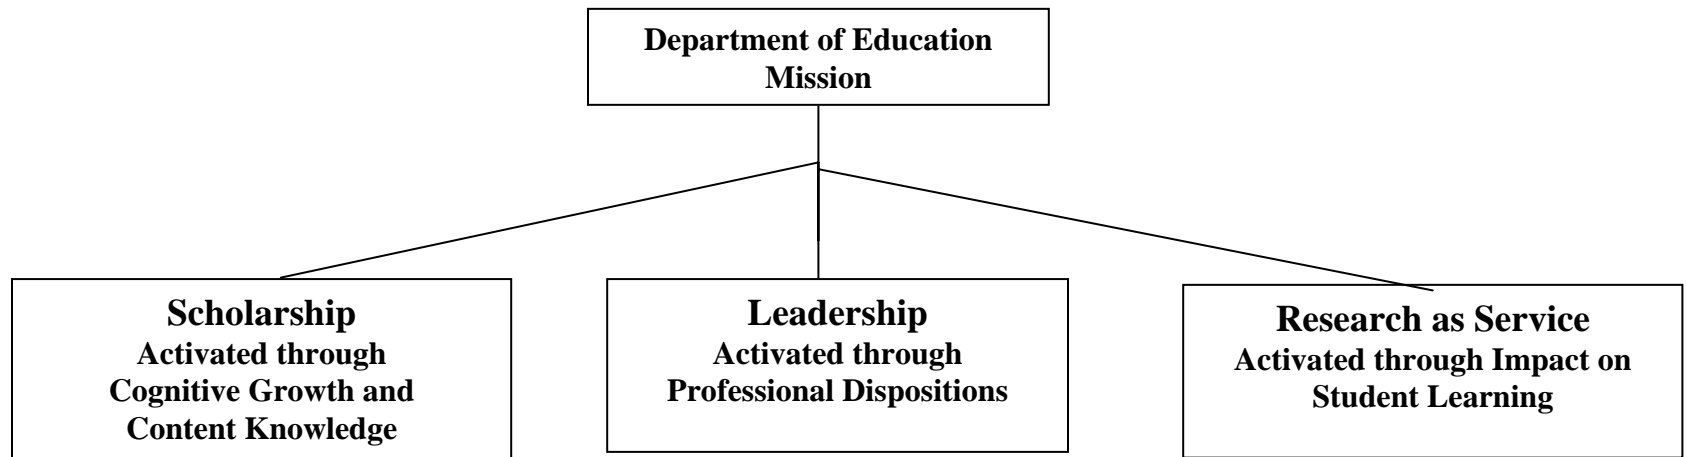 Department of Education
Mission
Scholarship
Activated through
Cognitive Growth and
Content Knowledge
Leadership
Activated through
Professional Dispositions
Research as Service
Activated through Impact on
Student Learning